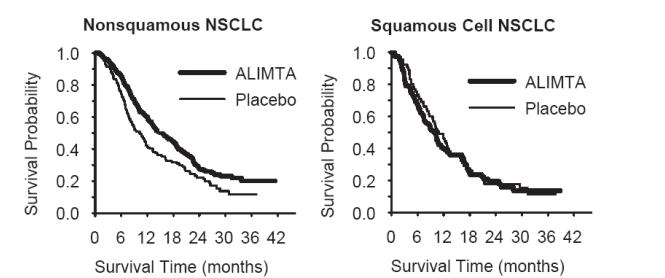 Nonsquamous NSCLC
Survival Probability
1.0
0.8
0.6
0.4
0.2
0.0
ALIMTA
Placebo
0 6 12 18 24 30 36 42
Survival Time (months)
Squamous Cell NSCLC
Survival Probability
1.0
0.8
0.6
0.4
0.2
0.0
ALIMTA
Placebo
0 6 12 18 24 30 36 42
Survival Time (months)